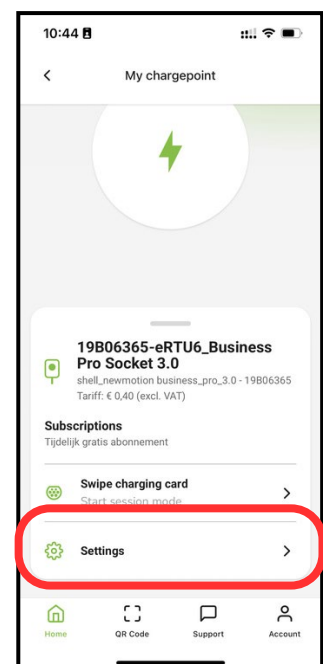 10:44
My chargepoint
19B06365-eRTU6_Business
Pro Socket 3.0
shell_newmotion business_pro_3.0 - 19B06365
Tariff: € 0,40 (excl. VAT)
Subscriptions
Tijdelijk gratis abonnement
Swipe charging card
Start session mode
Settings
Home
QR Code
Support
Account